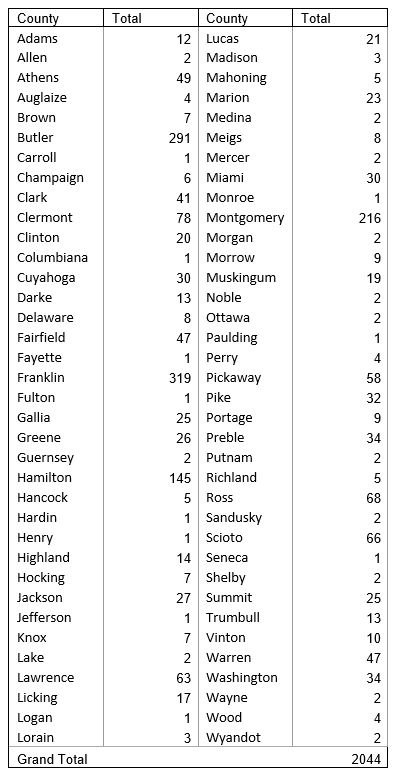 County Total County Total
Adams 12 Lucas 21
Allen 2 Madison 3
Athens 49 Mahoning 5
Auglaize 4 Marion 23
Brown 7 Medina 2
Butler 291 Meigs 8
Carroll 1 Mercer 2
Champaign 6 Miami 30
Clark 41 Monroe 1
Clermont 78 Montgomery 216
Clinton 20 Morgan 2
Columbiana 1 Morrow 9
Cuyahoga 30 Muskingum 19
Darke 13 Noble 2
Delaware 8 Ottawa 2
Fairfield 47 Paulding 1
Fayette 1 Perry 4
Franklin 319 Pickaway 58
Fulton 1 Pike 32
Gallia 25 Portage 9
Greene 26 Preble 34
Guernsey 2 Putnam 2
Hamilton 145 Richland 5
Hancock 5 Ross 68
Hardin 1 Sandusky 2
Henry 1 Scioto 66
Highland 14 Seneca 1
Hocking 7 Shelby 2
Jackson 27 Summit 25
Jefferson 1 Trumbull 13
Knox 7 Vinton 10
Lake 2 Warren 47
Lawrence 63 Washington 34
Licking 17 Wayne 2
Logan 1 Wood 4
Lorain 3 Wyandot 2
Grand Total 2044